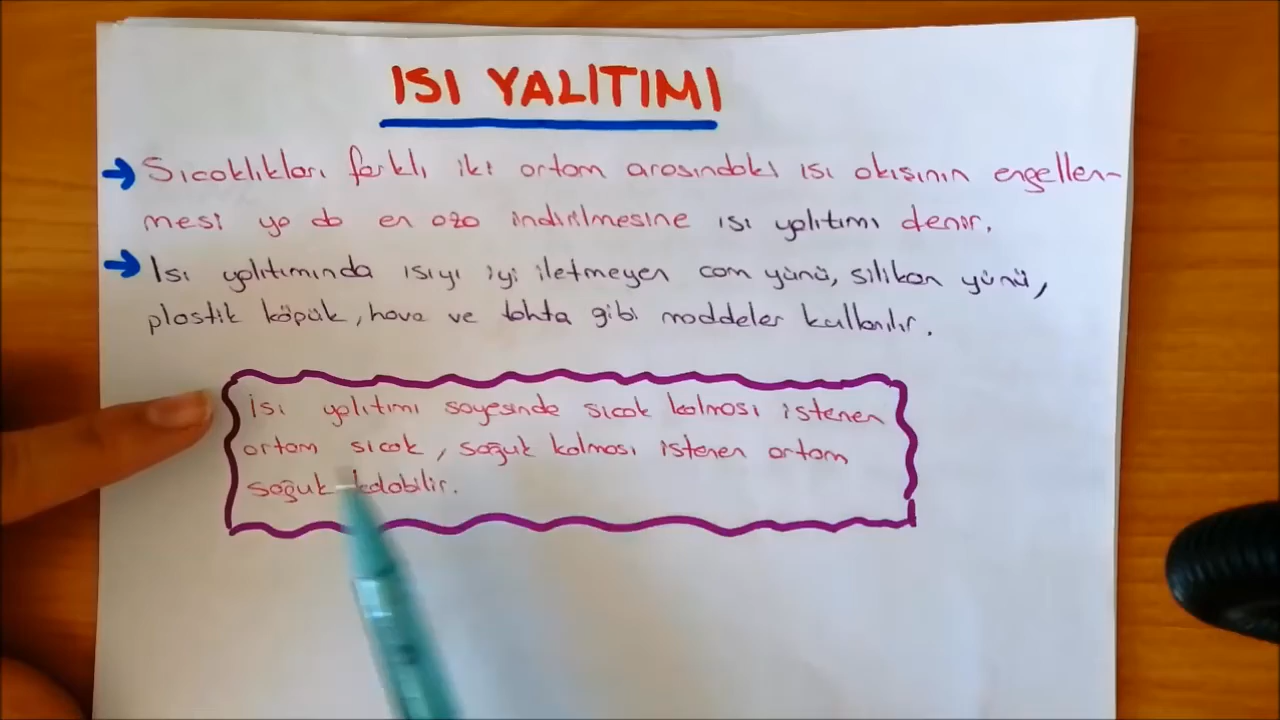 ISI YALITIMI
Sıcaklıkları farklı iki ortam arasındaki ısı akışının engellen-
mesi ya da en aza indirilmesine ısı yalıtımı denir.
Isı yalıtımında ısıyı iyi iletmeyen cam yünü, silikon yünü,
plastik köpük, hava ve tahta gibi maddeler kullanılır.
Isı yalıtımı sayesinde sıcak kalması istenen
ortam sıcak, soğuk kalması istenen ortam
soğuk kalabilir.